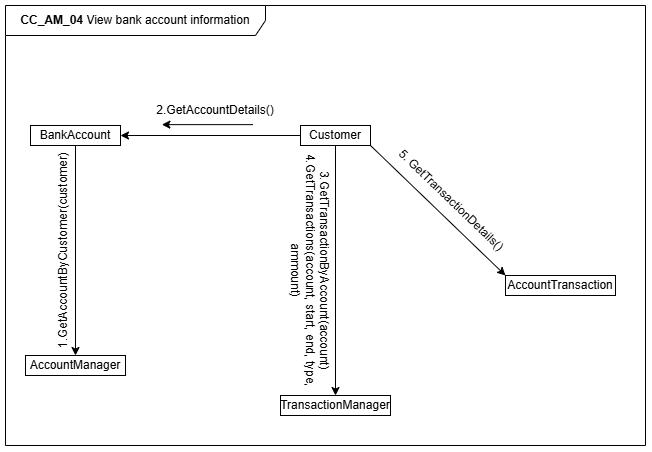 CC_AM_04 View bank account information
2.GetAccountDetails()
BankAccount
Customer
1.GetAccountByCustomer(customer)
3.GetTransactionByAccount(account)
4.GetTransactions(account, start, end, type,
ammount)
5. GetTransactionDetails()
AccountTransaction
AccountManager
TransactionManager